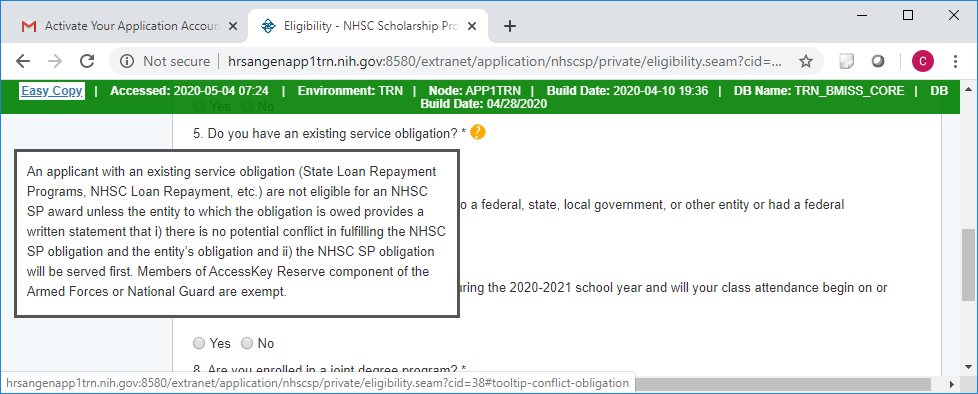 Activate Your Application Accoun
Eligibility - NHSC Scholarship Pro
Not secure | hrsangenapp1trn.nih.gov:8580/extranet/application/nhscsp/private/eligibility.seam?cid=...
C
Easy Copy | Accessed: 2020-05-04 07:24 | Environment: TRN | Node: APP1TRN | Build Date: 2020-04-10 19:36 | DB Name: TRN_BMISS_CORE | DB
Build Date: 04/28/2020
Yes No
5. Do you have an existing service obligation? * ?
An applicant with an existing service obligation (State Loan Repayment
Programs, NHSC Loan Repayment, etc.) are not eligible for an NHSC
SP award unless the entity to which the obligation is owed provides a
written statement that i) there is no potential conflict in fulfilling the NHSC
SP obligation and the entity's obligation and ii) the NHSC SP obligation
will be served first. Members of AccessKey Reserve component of the
Armed Forces or National Guard are exempt.
o a federal, state, local government, or other entity or had a federal
uring the 2020-2021 school year and will your class attendance begin on or
Yes No
8. Are you enrolled in a joint degree program? *
hrsangenapp1trn.nih.gov:8580/extranet/application/nhscsp/private/eligibility.seam?cid=38#tooltip-conflict-obligation